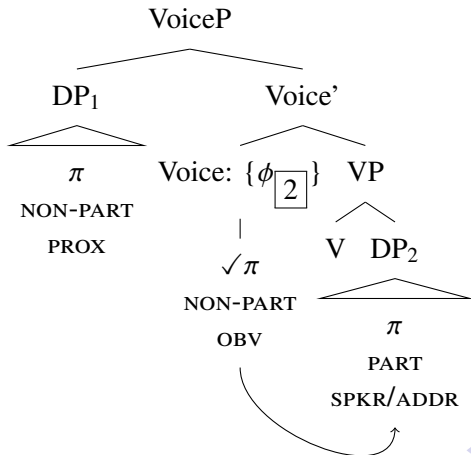 VoiceP
DP₁ Voice'
π Voice: {ϕ 2 } VP
NON-PART
PROX
✓π V DP₂
NON-PART
OBV π
PART
SPKR/ADDR